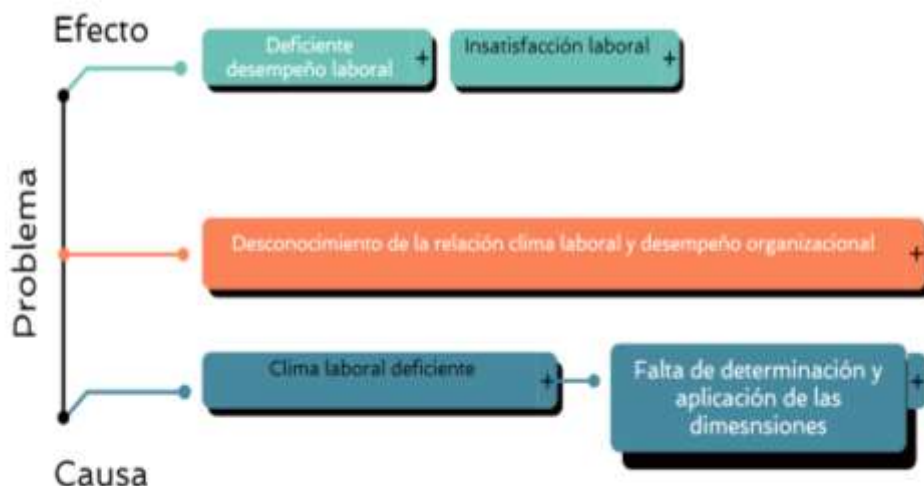 Efecto
Deficiente
desempeño laboral
+
Insatisfacción laboral
+
Problema
Desconocimiento de la relación clima laboral y desempeño organizacional
+
Clima laboral deficiente
+
Falta de determinación y
aplicación de las
dimesnsiones
+
Causa